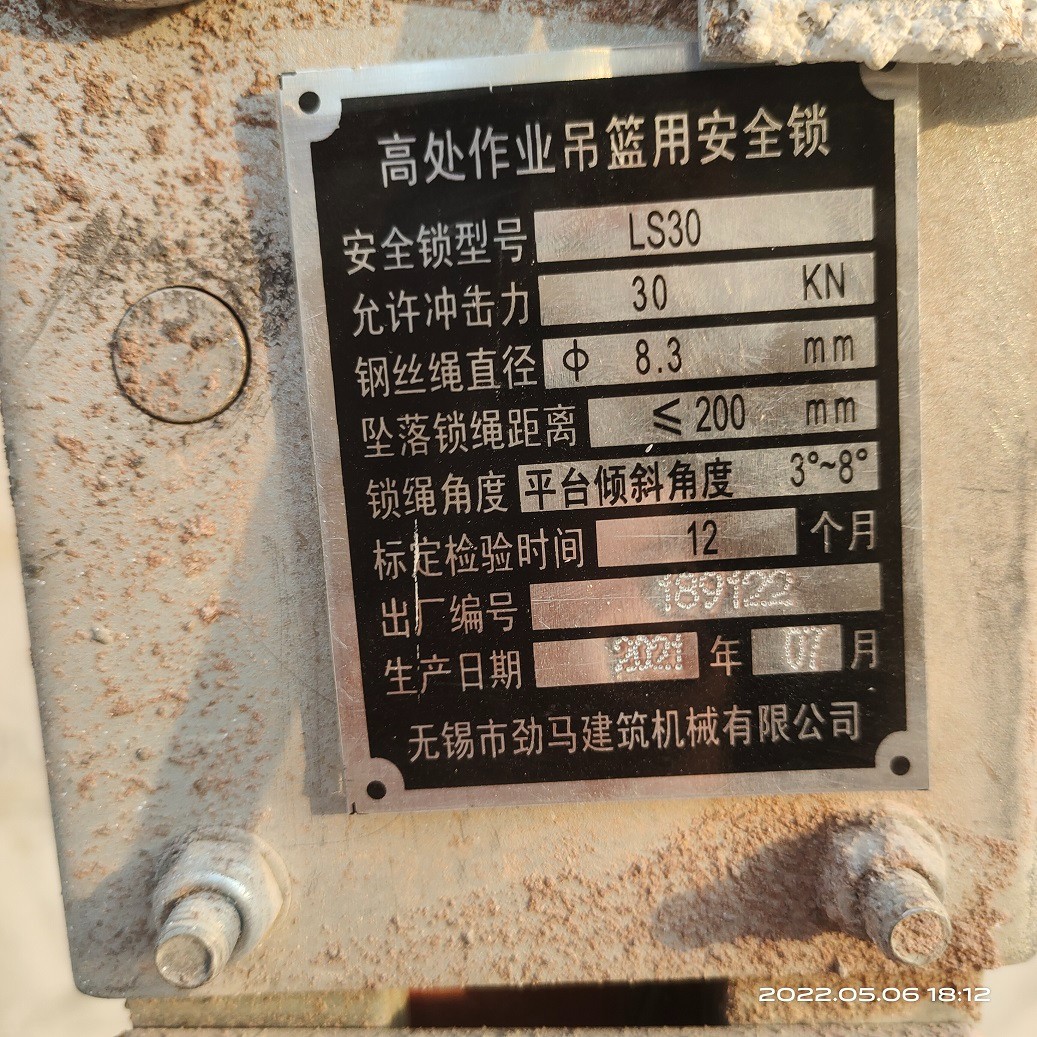 高处作业吊篮用安全锁
安全锁型号 LS30
允许冲击力 30 KN
钢丝绳直径 Φ 8.3 mm
坠落锁绳距离 ≤200 mm
锁绳角度 平台倾斜角度 3°~8°
标定检验时间 12 个月
出厂编号 189122
生产日期 2021 年 07 月
无锡市劲马建筑机械有限公司
2022.05.06 18:12